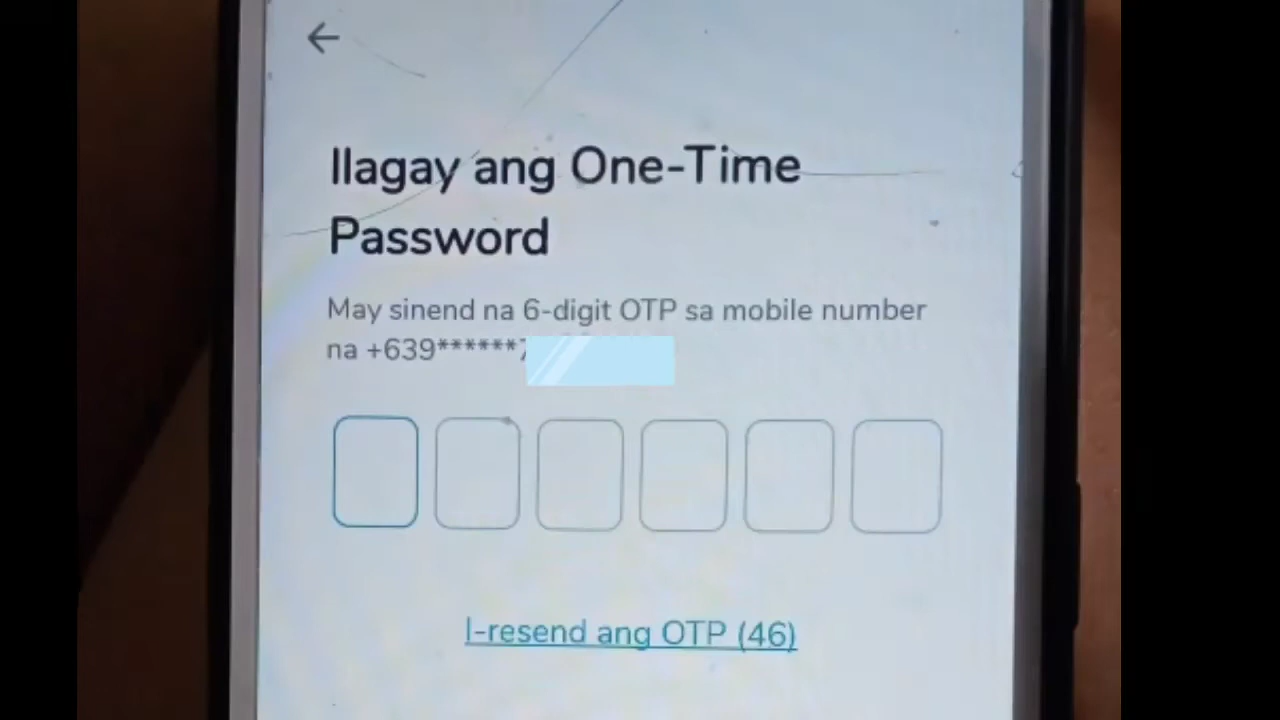 Ilagay ang One-Time
Password
May sinend na 6-digit OTP sa mobile number
na +639******7
I-resend ang OTP (46)